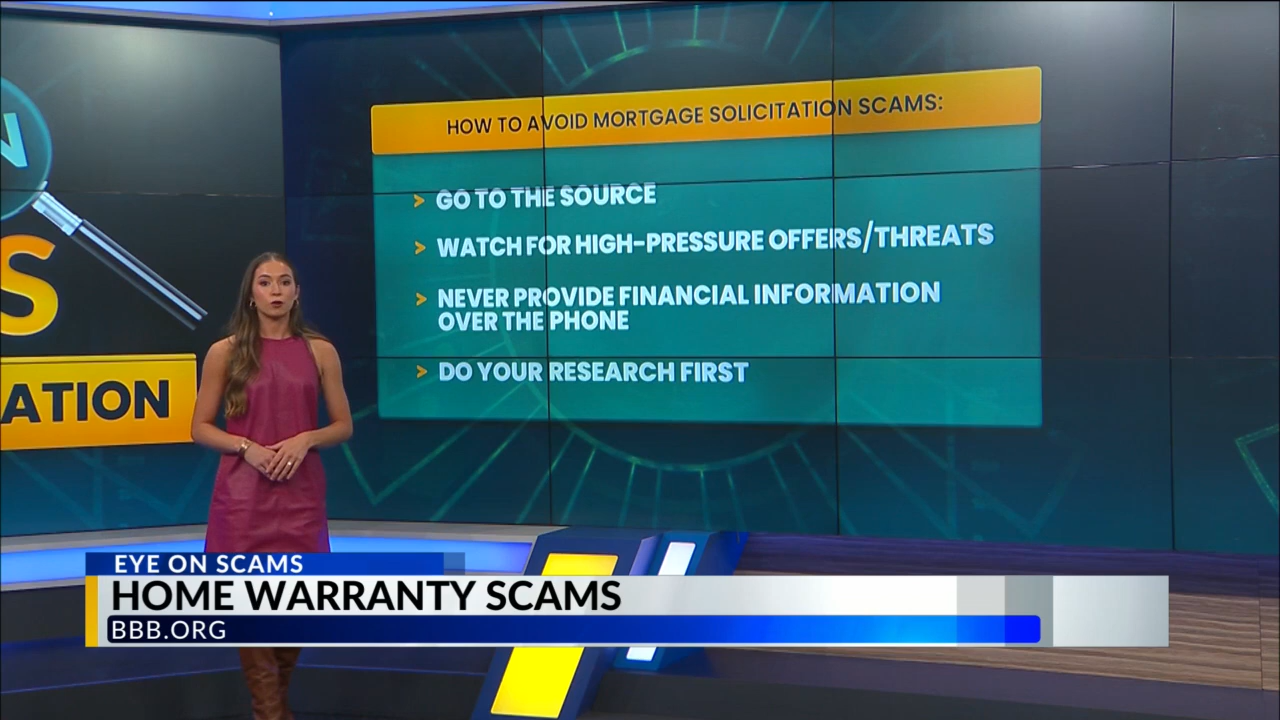 N
S
ATION
HOW TO AVOID MORTGAGE SOLICITATION SCAMS:
> GO TO THE SOURCE
> WATCH FOR HIGH-PRESSURE OFFERS/THREATS
> NEVER PROVIDE FINANCIAL INFORMATION
OVER THE PHONE
> DO YOUR RESEARCH FIRST
EYE ON SCAMS
HOME WARRANTY SCAMS
BBB.ORG